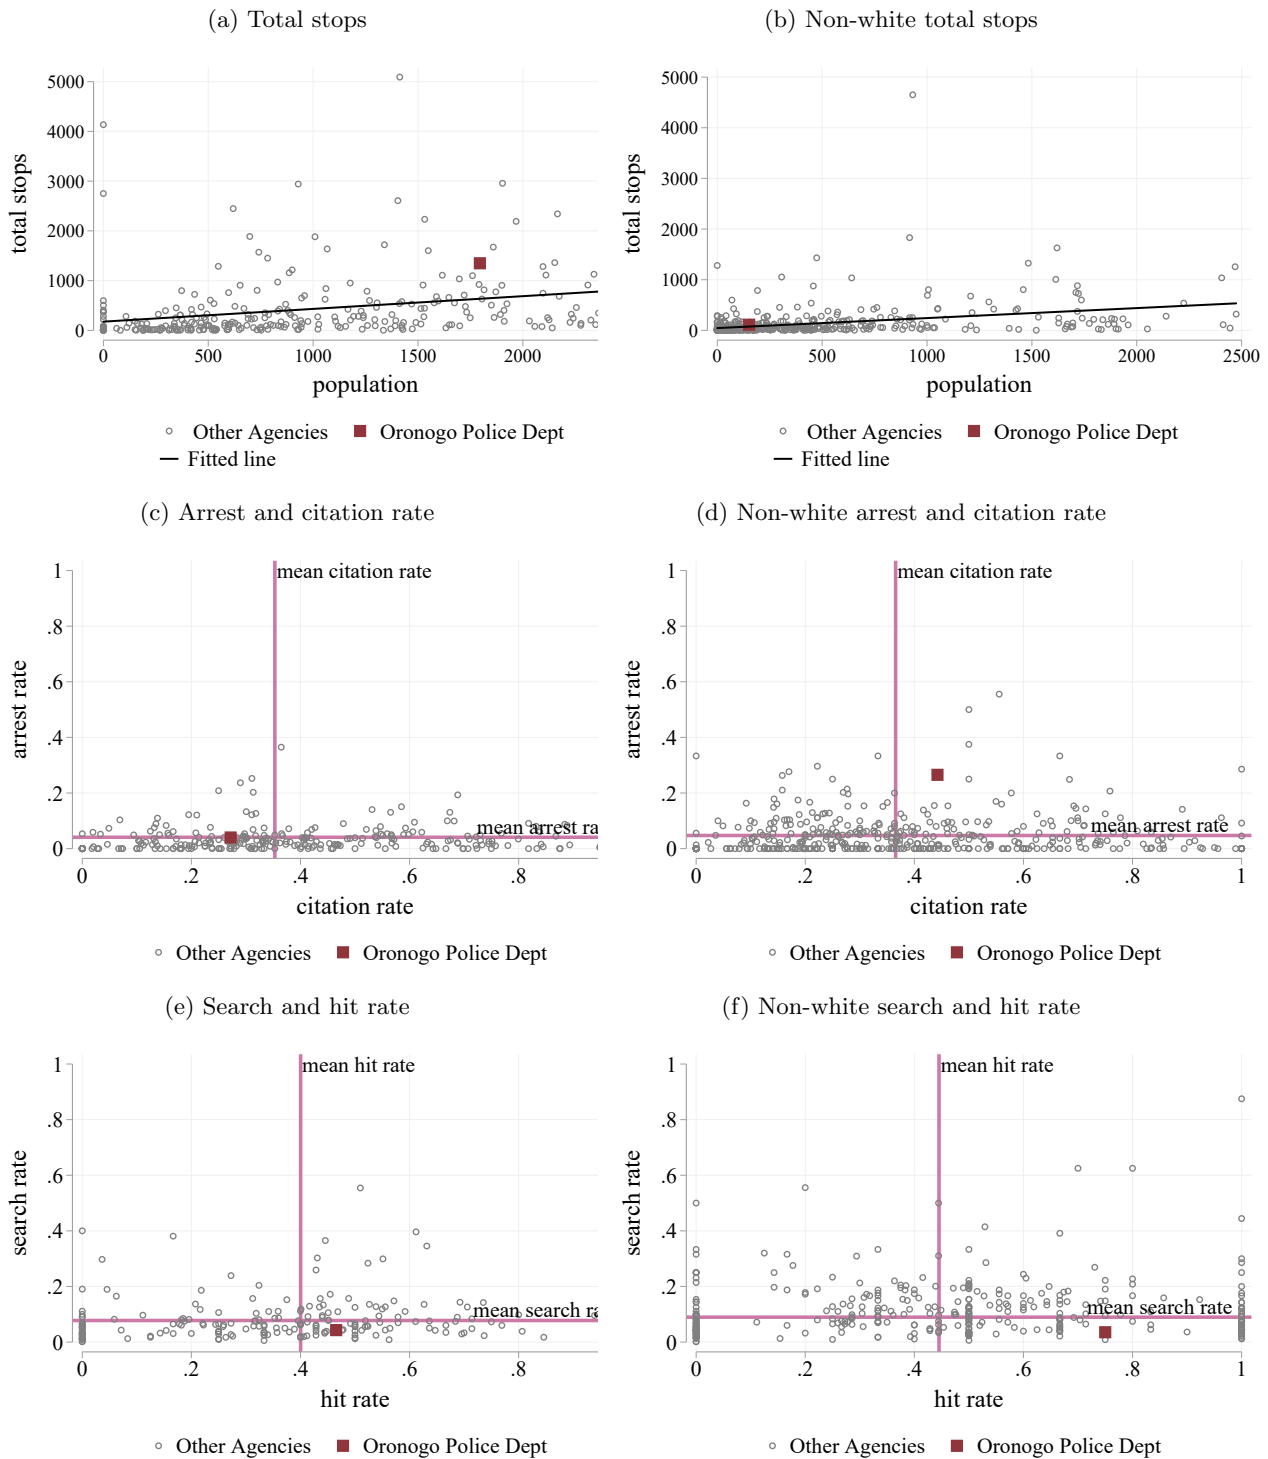 (a) Total stops
(b) Non-white total stops
5000
4000
3000
2000
1000
0
total stops
0 500 1000 1500 2000
population
Other Agencies Oronogo Police Dept
Fitted line
5000
4000
3000
2000
1000
0
total stops
0 500 1000 1500 2000 2500
population
Other Agencies Oronogo Police Dept
Fitted line
(c) Arrest and citation rate
(d) Non-white arrest and citation rate
1
.8
.6
.4
.2
0
arrest rate
mean citation rate
mean arrest ra
0 .2 .4 .6 .8
citation rate
Other Agencies Oronogo Police Dept
1
.8
.6
.4
.2
0
arrest rate
mean citation rate
mean arrest rate
0 .2 .4 .6 .8 1
citation rate
Other Agencies Oronogo Police Dept
(e) Search and hit rate
(f) Non-white search and hit rate
1
.8
.6
.4
.2
0
search rate
mean hit rate
mean search ra
0 .2 .4 .6 .8
hit rate
Other Agencies Oronogo Police Dept
1
.8
.6
.4
.2
0
search rate
mean hit rate
mean search rate
0 .2 .4 .6 .8 1
hit rate
Other Agencies Oronogo Police Dept